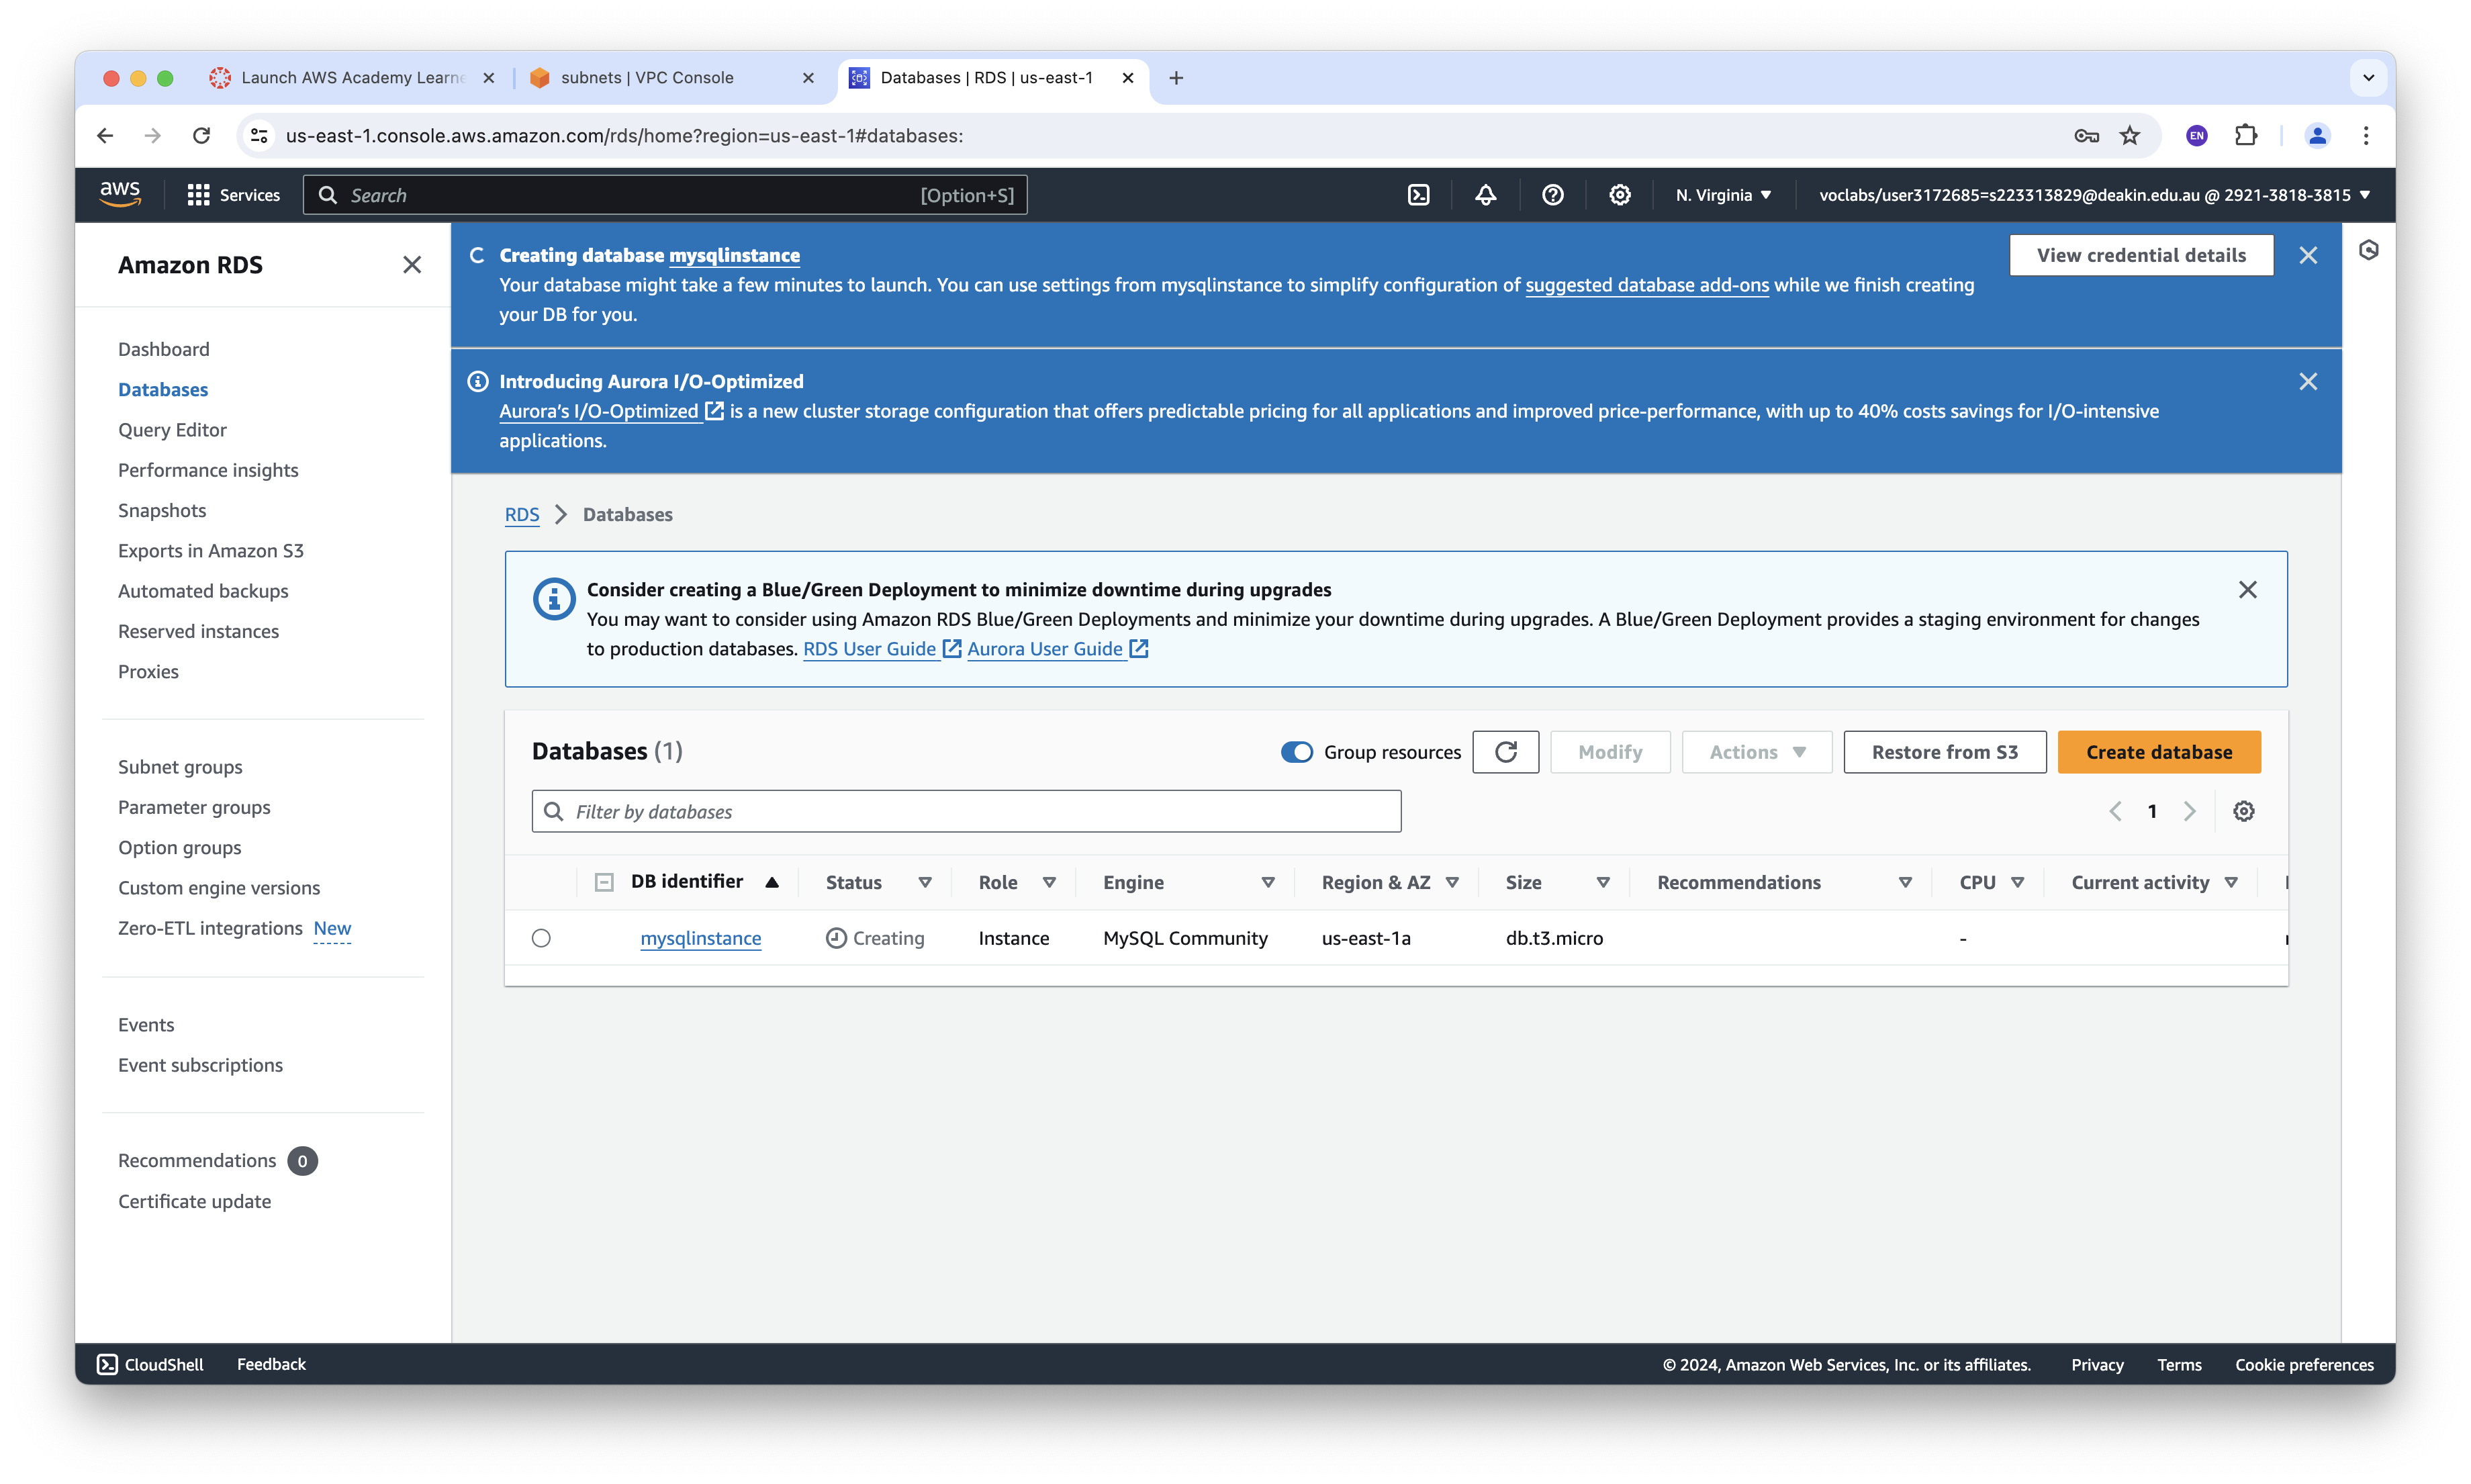 Launch AWS Academy Learne
subnets | VPC Console
Databases | RDS | us-east-1
us-east-1.console.aws.amazon.com/rds/home?region=us-east-1#databases:
EN
aws
Services
Search
[Option+S]
N. Virginia
voclabs/user3172685=s223313829@deakin.edu.au @ 2921-3818-3815
Amazon RDS
Dashboard
Databases
Query Editor
Performance insights
Snapshots
Exports in Amazon S3
Automated backups
Reserved instances
Proxies
Subnet groups
Parameter groups
Option groups
Custom engine versions
Zero-ETL integrations New
Events
Event subscriptions
Recommendations 0
Certificate update
Creating database mysqlinstance
Your database might take a few minutes to launch. You can use settings from mysqlinstance to simplify configuration of suggested database add-ons while we finish creating
your DB for you.
View credential details
Introducing Aurora I/O-Optimized
Aurora's I/O-Optimized is a new cluster storage configuration that offers predictable pricing for all applications and improved price-performance, with up to 40% costs savings for I/O-intensive
applications.
RDS Databases
Consider creating a Blue/Green Deployment to minimize downtime during upgrades
You may want to consider using Amazon RDS Blue/Green Deployments and minimize your downtime during upgrades. A Blue/Green Deployment provides a staging environment for changes
to production databases. RDS User Guide Aurora User Guide
Databases (1)
Group resources
Modify
Actions
Restore from S3
Create database
Filter by databases
1
DB identifier Status Role Engine Region & AZ Size Recommendations CPU Current activity
mysqlinstance Creating Instance MySQL Community us-east-1a db.t3.micro -
CloudShell Feedback
© 2024, Amazon Web Services, Inc. or its affiliates. Privacy Terms Cookie preferences